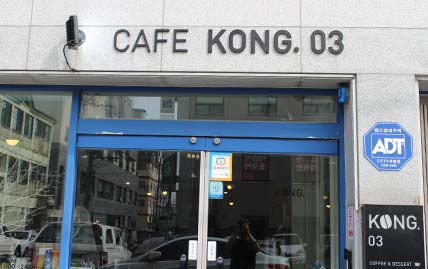 CAFE KONG. 03
KONG.
ADT
KONG.
03
COFFEE & DESSERT